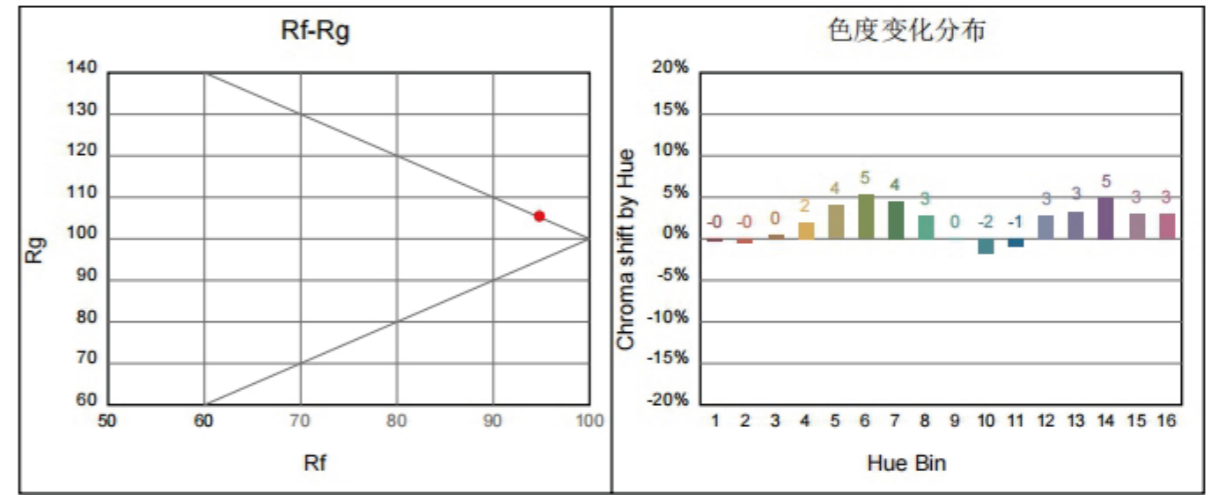 Rf-Rg
140
130
120
110
100
90
80
70
60
50 60 70 80 90 100
Rg
Rf
色度变化分布
20%
15%
10%
5%
0%
-5%
-10%
-15%
-20%
-0 -0 0 2 4 5 4 3 0 -2 -1 3 3 5 3 3
1 2 3 4 5 6 7 8 9 10 11 12 13 14 15 16
Chroma shift by Hue
Hue Bin